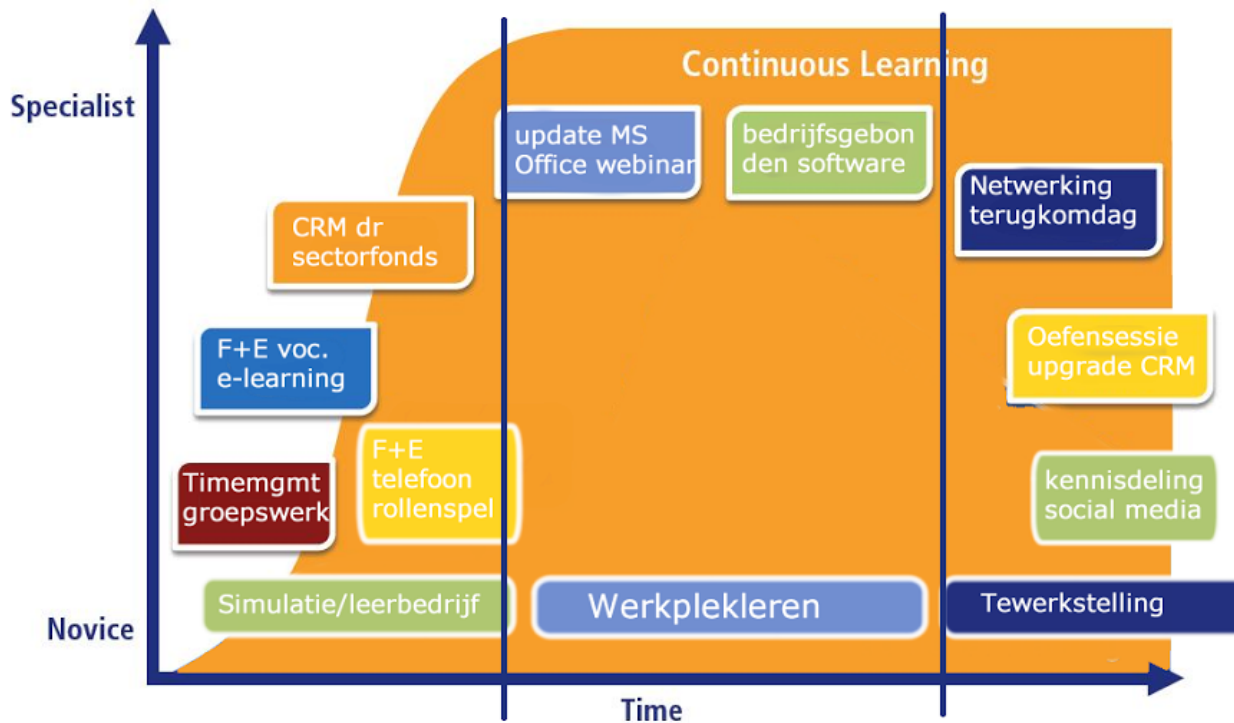 Continuous Learning
Specialist
update MS
Office webinar
bedrijfsgebon
den software
Netwerking
terugkomdag
CRM dr
sectorfonds
F+E voc.
e-learning
Oefensessie
upgrade CRM
F+E
telefoon
rollenspel
Timemgmt
groepswerk
kennisdeling
social media
Simulatie/leerbedrijf
Werkplekleren
Tewerkstelling
Novice
Time